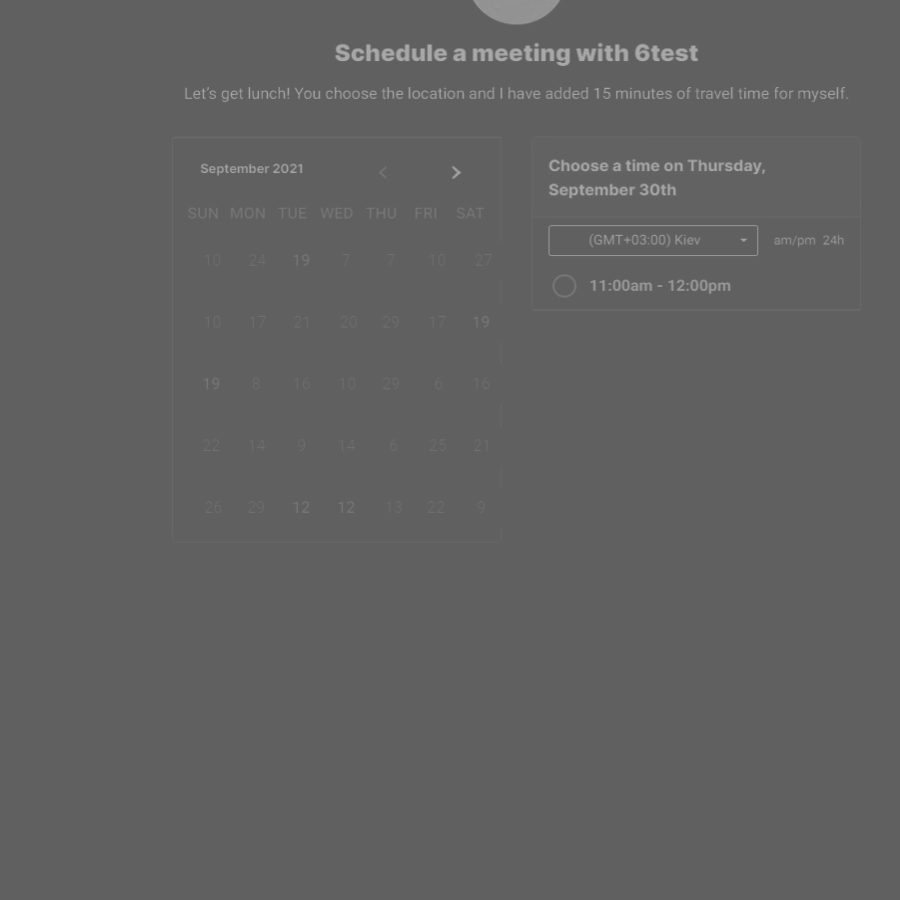 Schedule a meeting with 6test
Let's get lunch! You choose the location and I have added 15 minutes of travel time for myself.
September 2021
SUN MON TUE WED THU FRI SAT
10 24 19 7 7 10 27
10 17 21 20 29 17 19
19 8 16 10 29 6 16
22 14 9 14 6 25 21
26 29 12 12 13 22 9
Choose a time on Thursday,
September 30th
(GMT+03:00) Kiev am/pm 24h
11:00am - 12:00pm